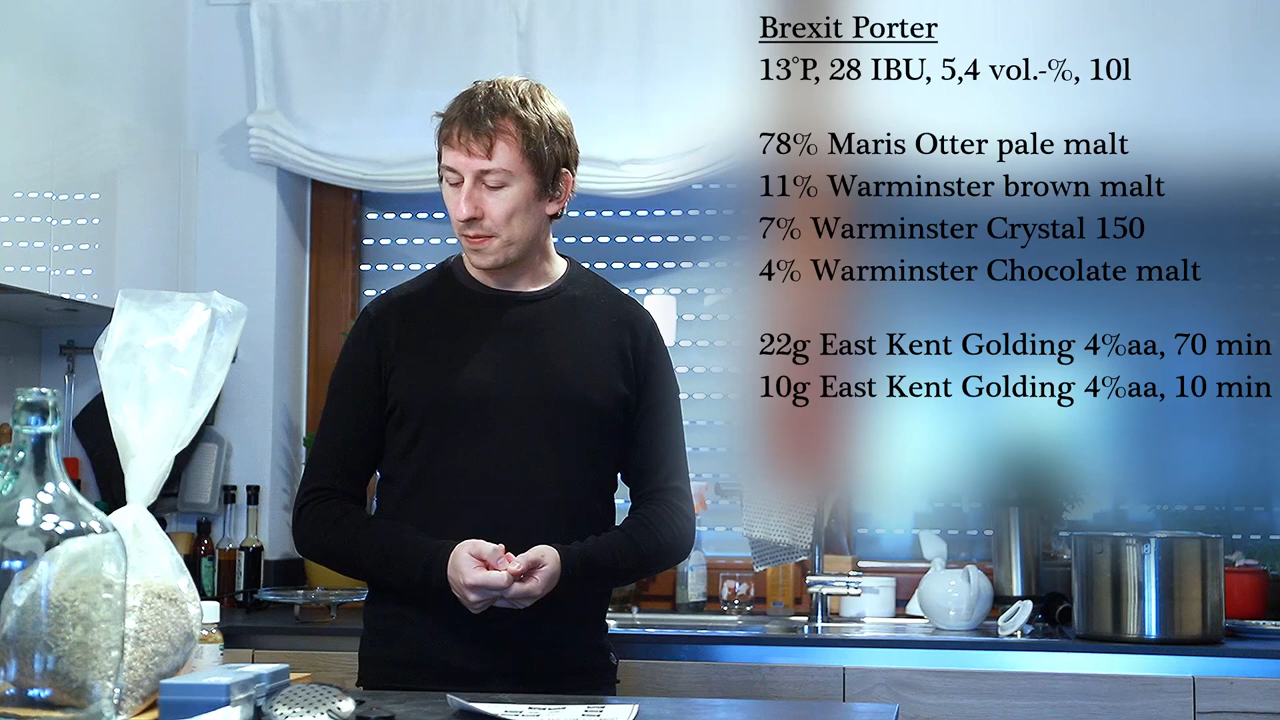 Brexit Porter
13°P, 28 IBU, 5,4 vol.-%, 10l
78% Maris Otter pale malt
11% Warminster brown malt
7% Warminster Crystal 150
4% Warminster Chocolate malt
22g East Kent Golding 4%aa, 70 min
10g East Kent Golding 4%aa, 10 min